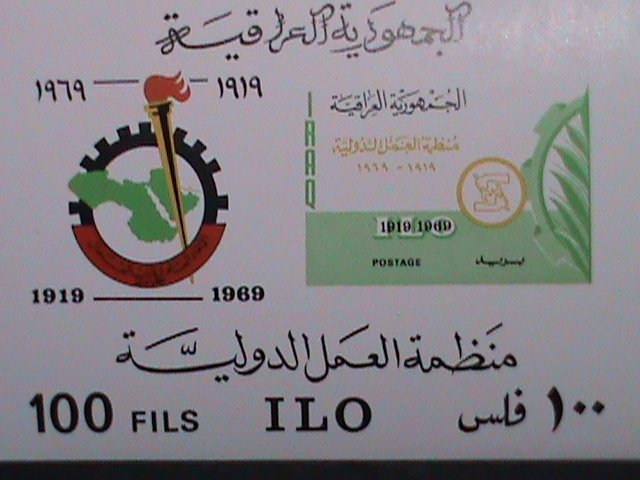 الجمهورية العراقية
١٩٦٩ ١٩١٩
IRAQ
الجمهورية العراقية
منظمة العمل الدولية
١٩١٩ - ١٩٦٩
1919 1969
POSTAGE بريد
1919 1969
منظمة العمل الدولية
100 FILS ILO ١٠٠ فلس